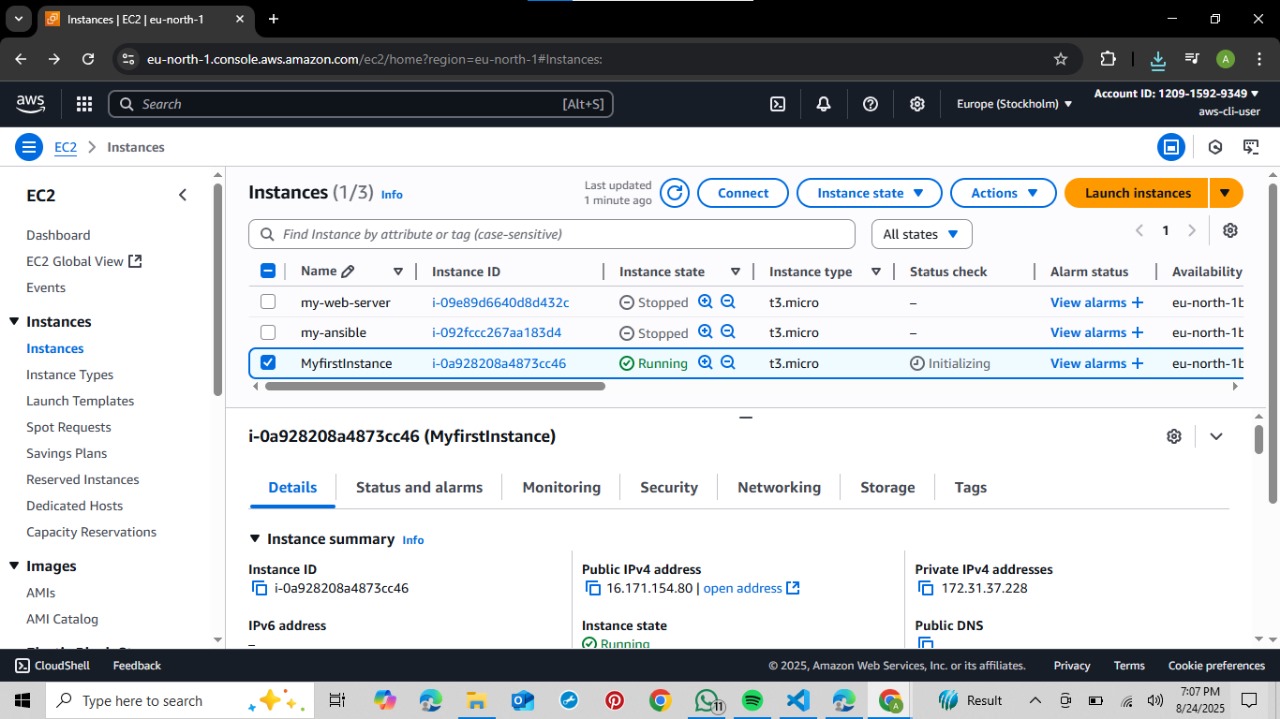 Instances | EC2 | eu-north-1
eu-north-1.console.aws.amazon.com/ec2/home?region=eu-north-1#Instances:
A
aws
Search
[Alt+S]
Europe (Stockholm)
Account ID: 1209-1592-9349
aws-cli-user
EC2
Instances
EC2
Dashboard
EC2 Global View
Events
Instances
Instances
Instance Types
Launch Templates
Spot Requests
Savings Plans
Reserved Instances
Dedicated Hosts
Capacity Reservations
Images
AMIs
AMI Catalog
Instances (1/3) Info
Last updated
1 minute ago
Connect
Instance state
Actions
Launch instances
Find Instance by attribute or tag (case-sensitive)
All states
1
Name Instance ID Instance state Instance type Status check Alarm status Availability
my-web-server i-09e89d6640d8d432c Stopped t3.micro – View alarms + eu-north-1b
my-ansible i-092fccc267aa183d4 Stopped t3.micro – View alarms + eu-north-1b
MyfirstInstance i-0a928208a4873cc46 Running t3.micro Initializing View alarms + eu-north-1b
i-0a928208a4873cc46 (MyfirstInstance)
Details Status and alarms Monitoring Security Networking Storage Tags
Instance summary Info
Instance ID
i-0a928208a4873cc46
Public IPv4 address
16.171.154.80 | open address
Private IPv4 addresses
172.31.37.228
IPv6 address
–
Instance state
Running
Public DNS
CloudShell Feedback
© 2025, Amazon Web Services, Inc. or its affiliates. Privacy Terms Cookie preferences
Type here to search
11
A
Result
7:07 PM
8/24/2025